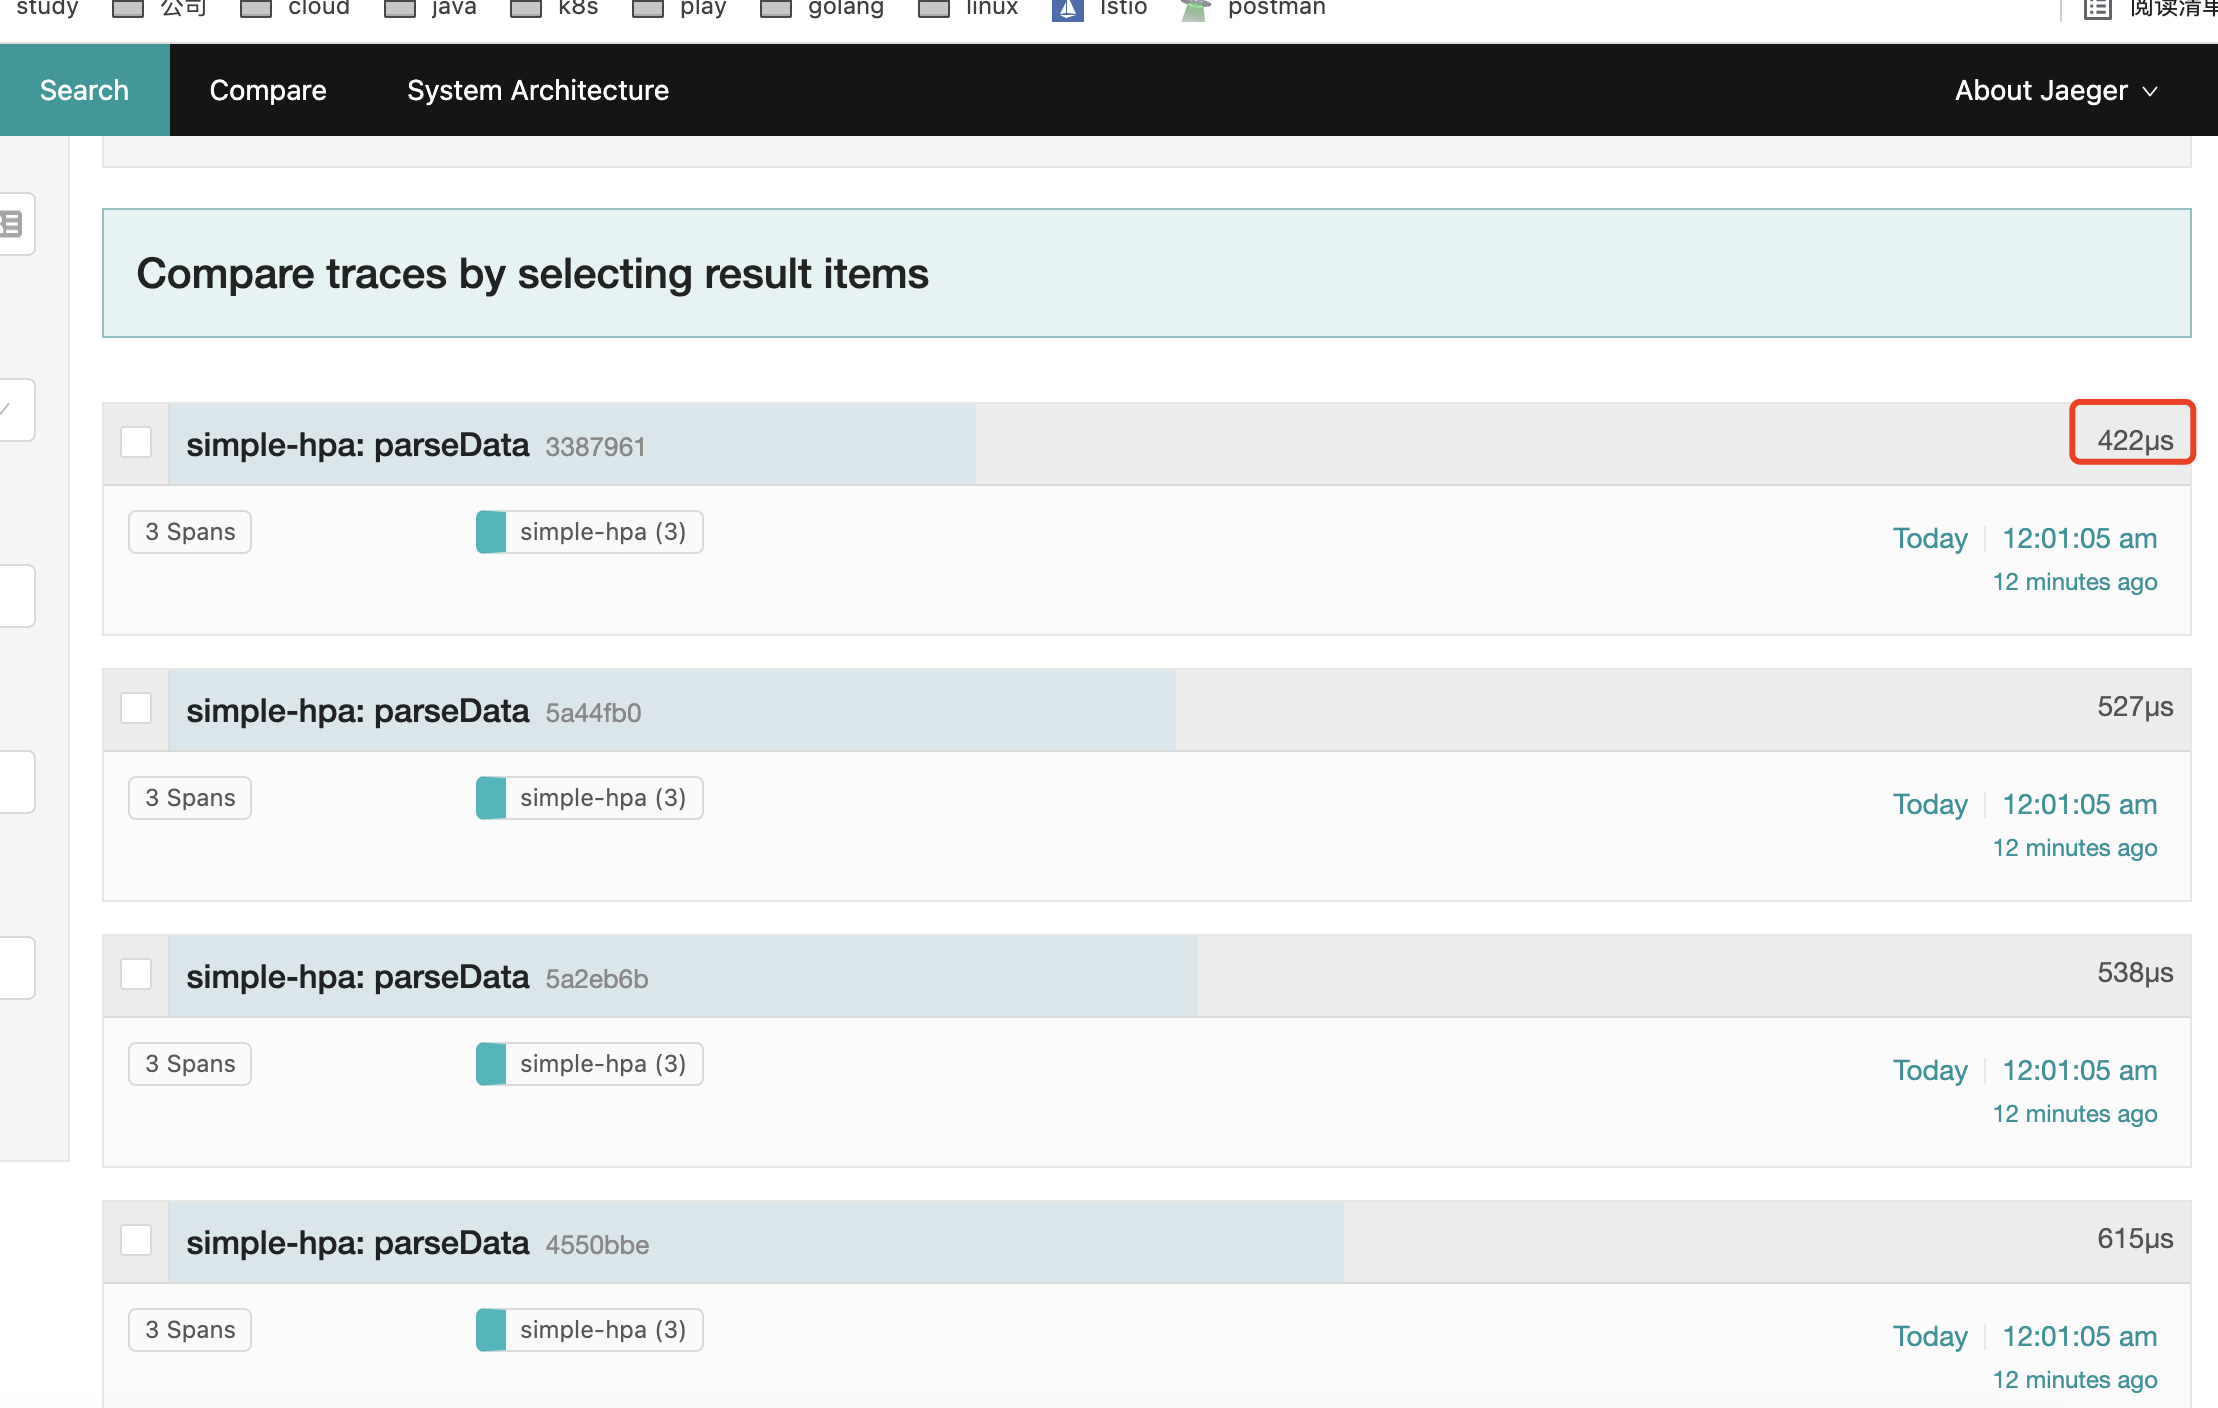 study 公司 cloud java k8s play golang linux Istio postman 阅读清单
Search Compare System Architecture About Jaeger
Compare traces by selecting result items
simple-hpa: parseData 3387961 422μs
3 Spans simple-hpa (3) Today 12:01:05 am
12 minutes ago
simple-hpa: parseData 5a44fb0 527μs
3 Spans simple-hpa (3) Today 12:01:05 am
12 minutes ago
simple-hpa: parseData 5a2eb6b 538μs
3 Spans simple-hpa (3) Today 12:01:05 am
12 minutes ago
simple-hpa: parseData 4550bbe 615μs
3 Spans simple-hpa (3) Today 12:01:05 am
12 minutes ago